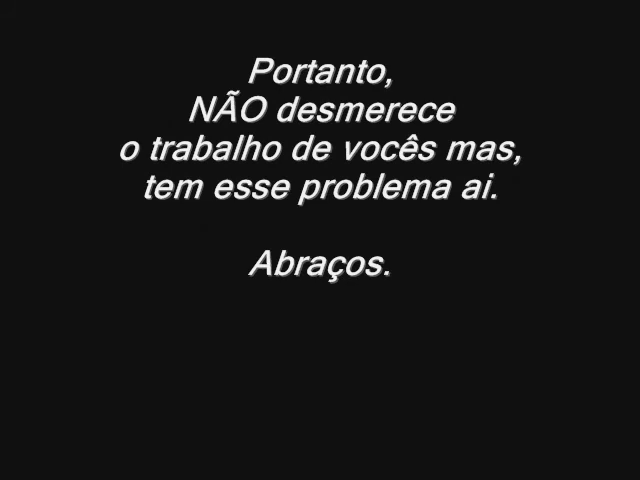 Portanto,
NÃO desmerece
o trabalho de vocês mas,
tem esse problema ai.
Abraços.